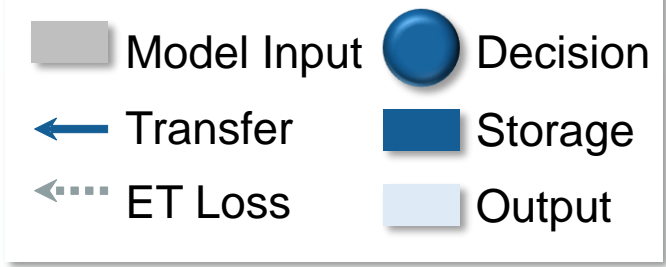 Model Input
Decision
Transfer
Storage
ET Loss
Output